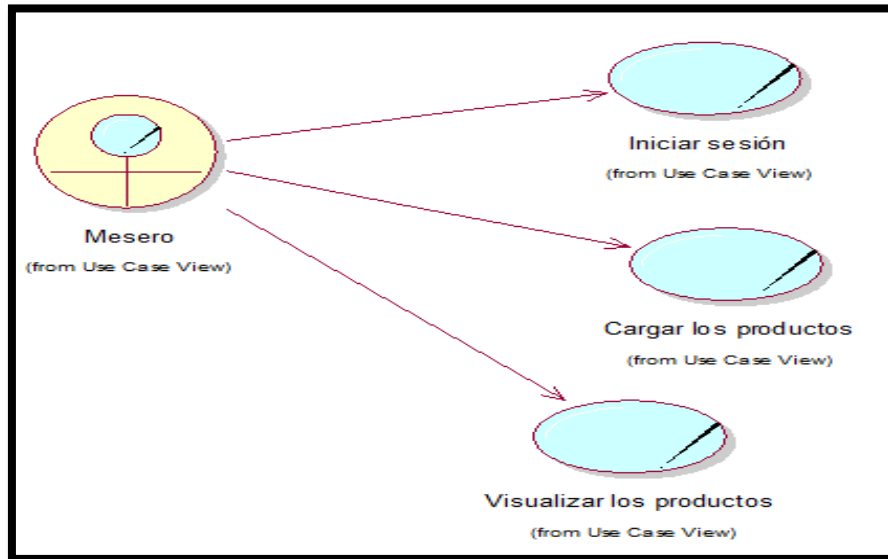 Iniciar sesión
(from Use Case View)
Mesero
(from Use Case View)
Cargar los productos
(from Use Case View)
Visualizar los productos
(from Use Case View)